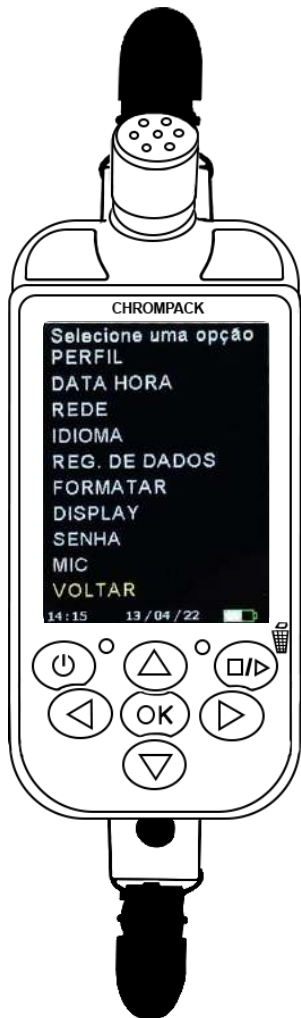 CHROMPACK
Selecione uma opção
PERFIL
DATA HORA
REDE
IDIOMA
REG. DE DADOS
FORMATAR
DISPLAY
SENHA
MIC
VOLTAR
14:15 13/04/22
OK